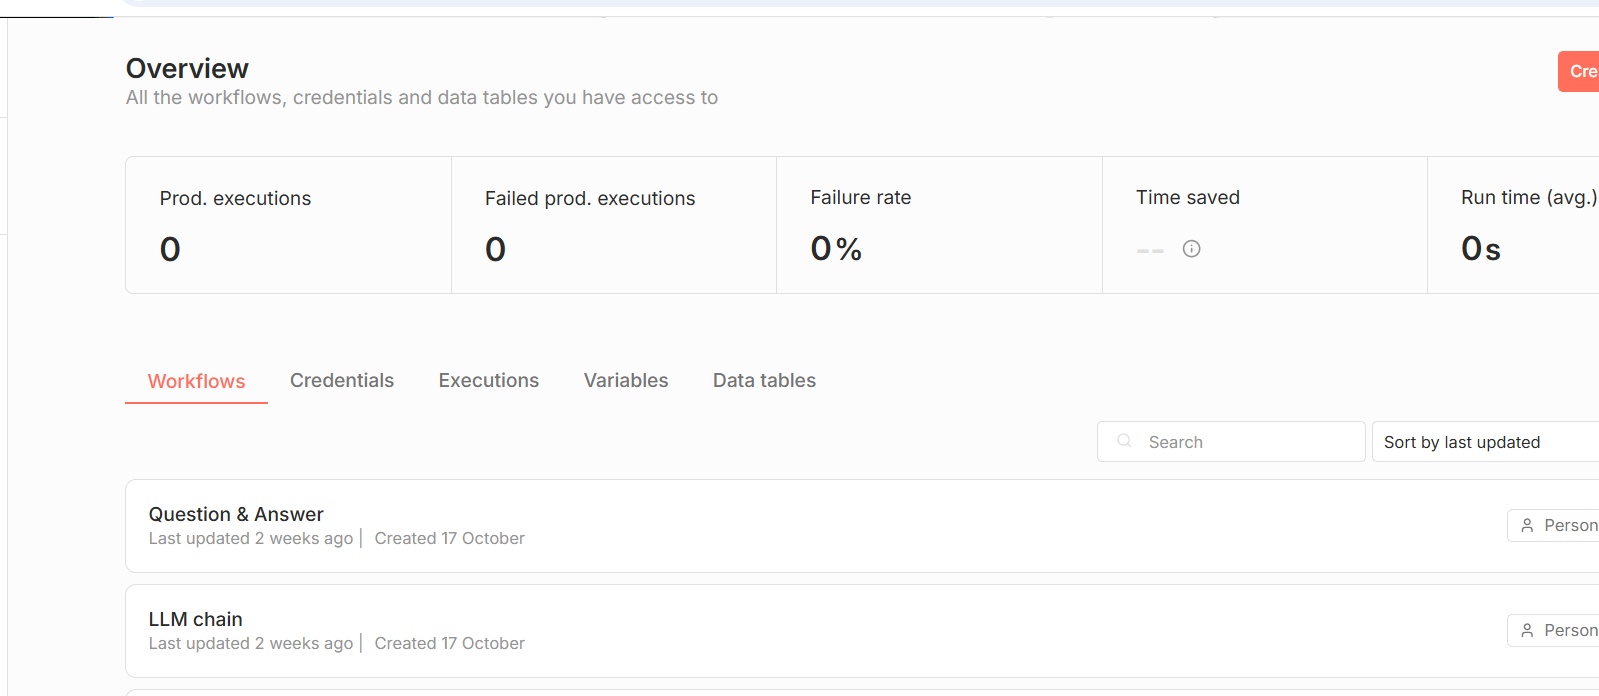 Overview
All the workflows, credentials and data tables you have access to
Cre
Prod. executions
Failed prod. executions
Failure rate
Time saved
Run time (avg.)
0
0
0%
--
0s
Workflows
Credentials
Executions
Variables
Data tables
Search
Sort by last updated
Question & Answer
Last updated 2 weeks ago | Created 17 October
Person
LLM chain
Last updated 2 weeks ago | Created 17 October
Person